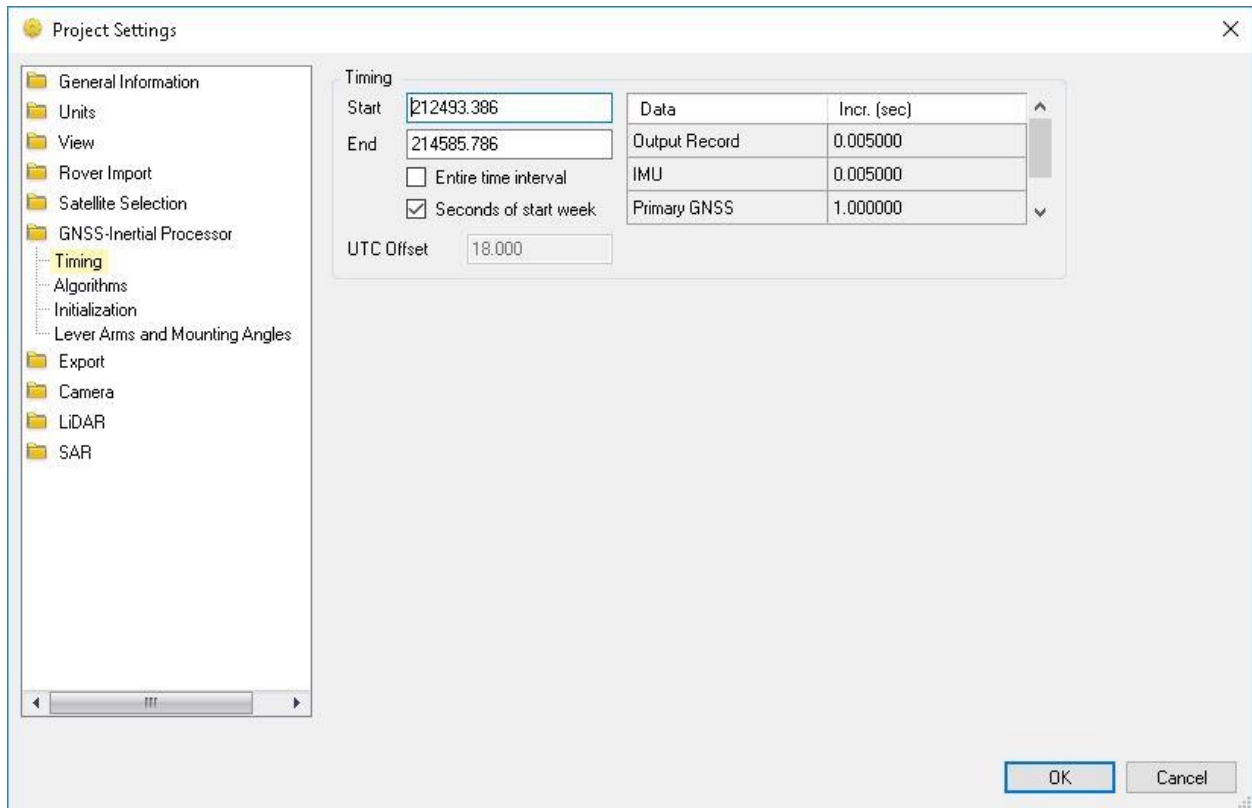 Project Settings
General Information
Units
View
Rover Import
Satellite Selection
GNSS-Inertial Processor
Timing
Algorithms
Initialization
Lever Arms and Mounting Angles
Export
Camera
LiDAR
SAR
Timing
Start 212493.386
End 214585.786
Entire time interval
Seconds of start week
UTC Offset 18.000
Data Incr. (sec)
Output Record 0.005000
IMU 0.005000
Primary GNSS 1.000000
OK Cancel